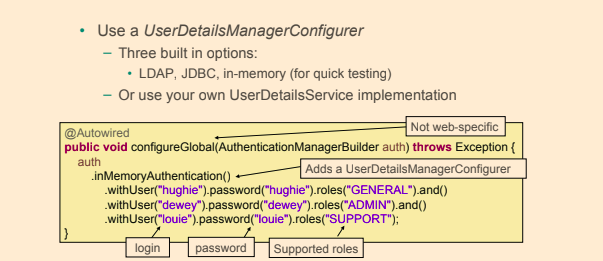 • Use a UserDetailsManagerConfigurer
– Three built in options:
• LDAP, JDBC, in-memory (for quick testing)
– Or use your own UserDetailsService implementation
Not web-specific
@Autowired
public void configureGlobal(AuthenticationManagerBuilder auth) throws Exception {
auth
Adds a UserDetailsManagerConfigurer
.inMemoryAuthentication()
.withUser("hughie").password("hughie").roles("GENERAL").and()
.withUser("dewey").password("dewey").roles("ADMIN").and()
.withUser("louie").password("louie").roles("SUPPORT");
}
login
password
Supported roles